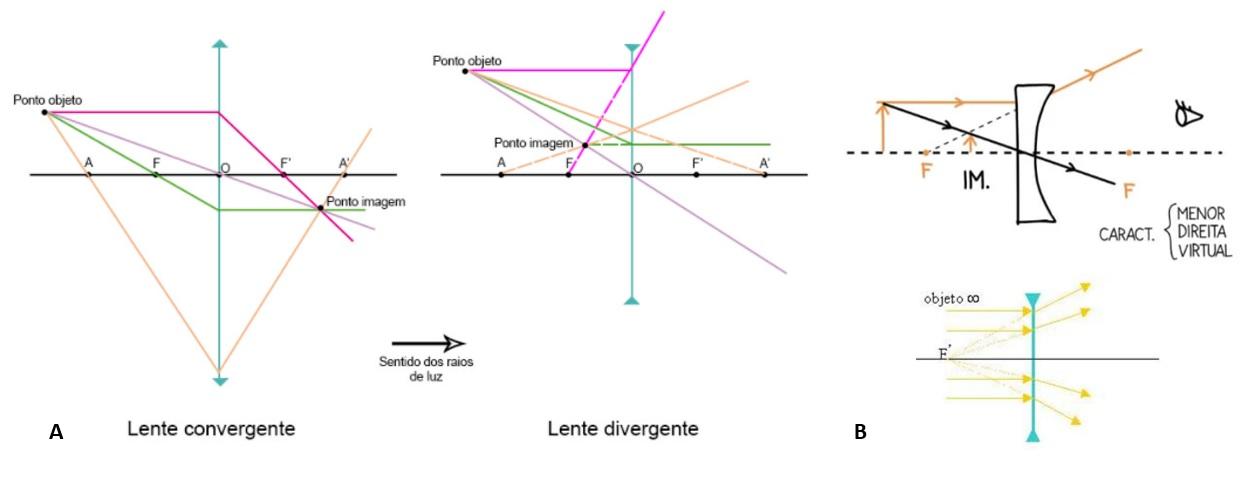 Ponto objeto
A
F
O
F'
A'
Ponto imagem
Lente convergente
A
Sentido dos raios
de luz
Ponto objeto
Ponto imagem
A
F
O
F'
A'
Lente divergente
F
IM.
F
CARACT. { MENOR
DIREITA
VIRTUAL
objeto ∞
F'
B